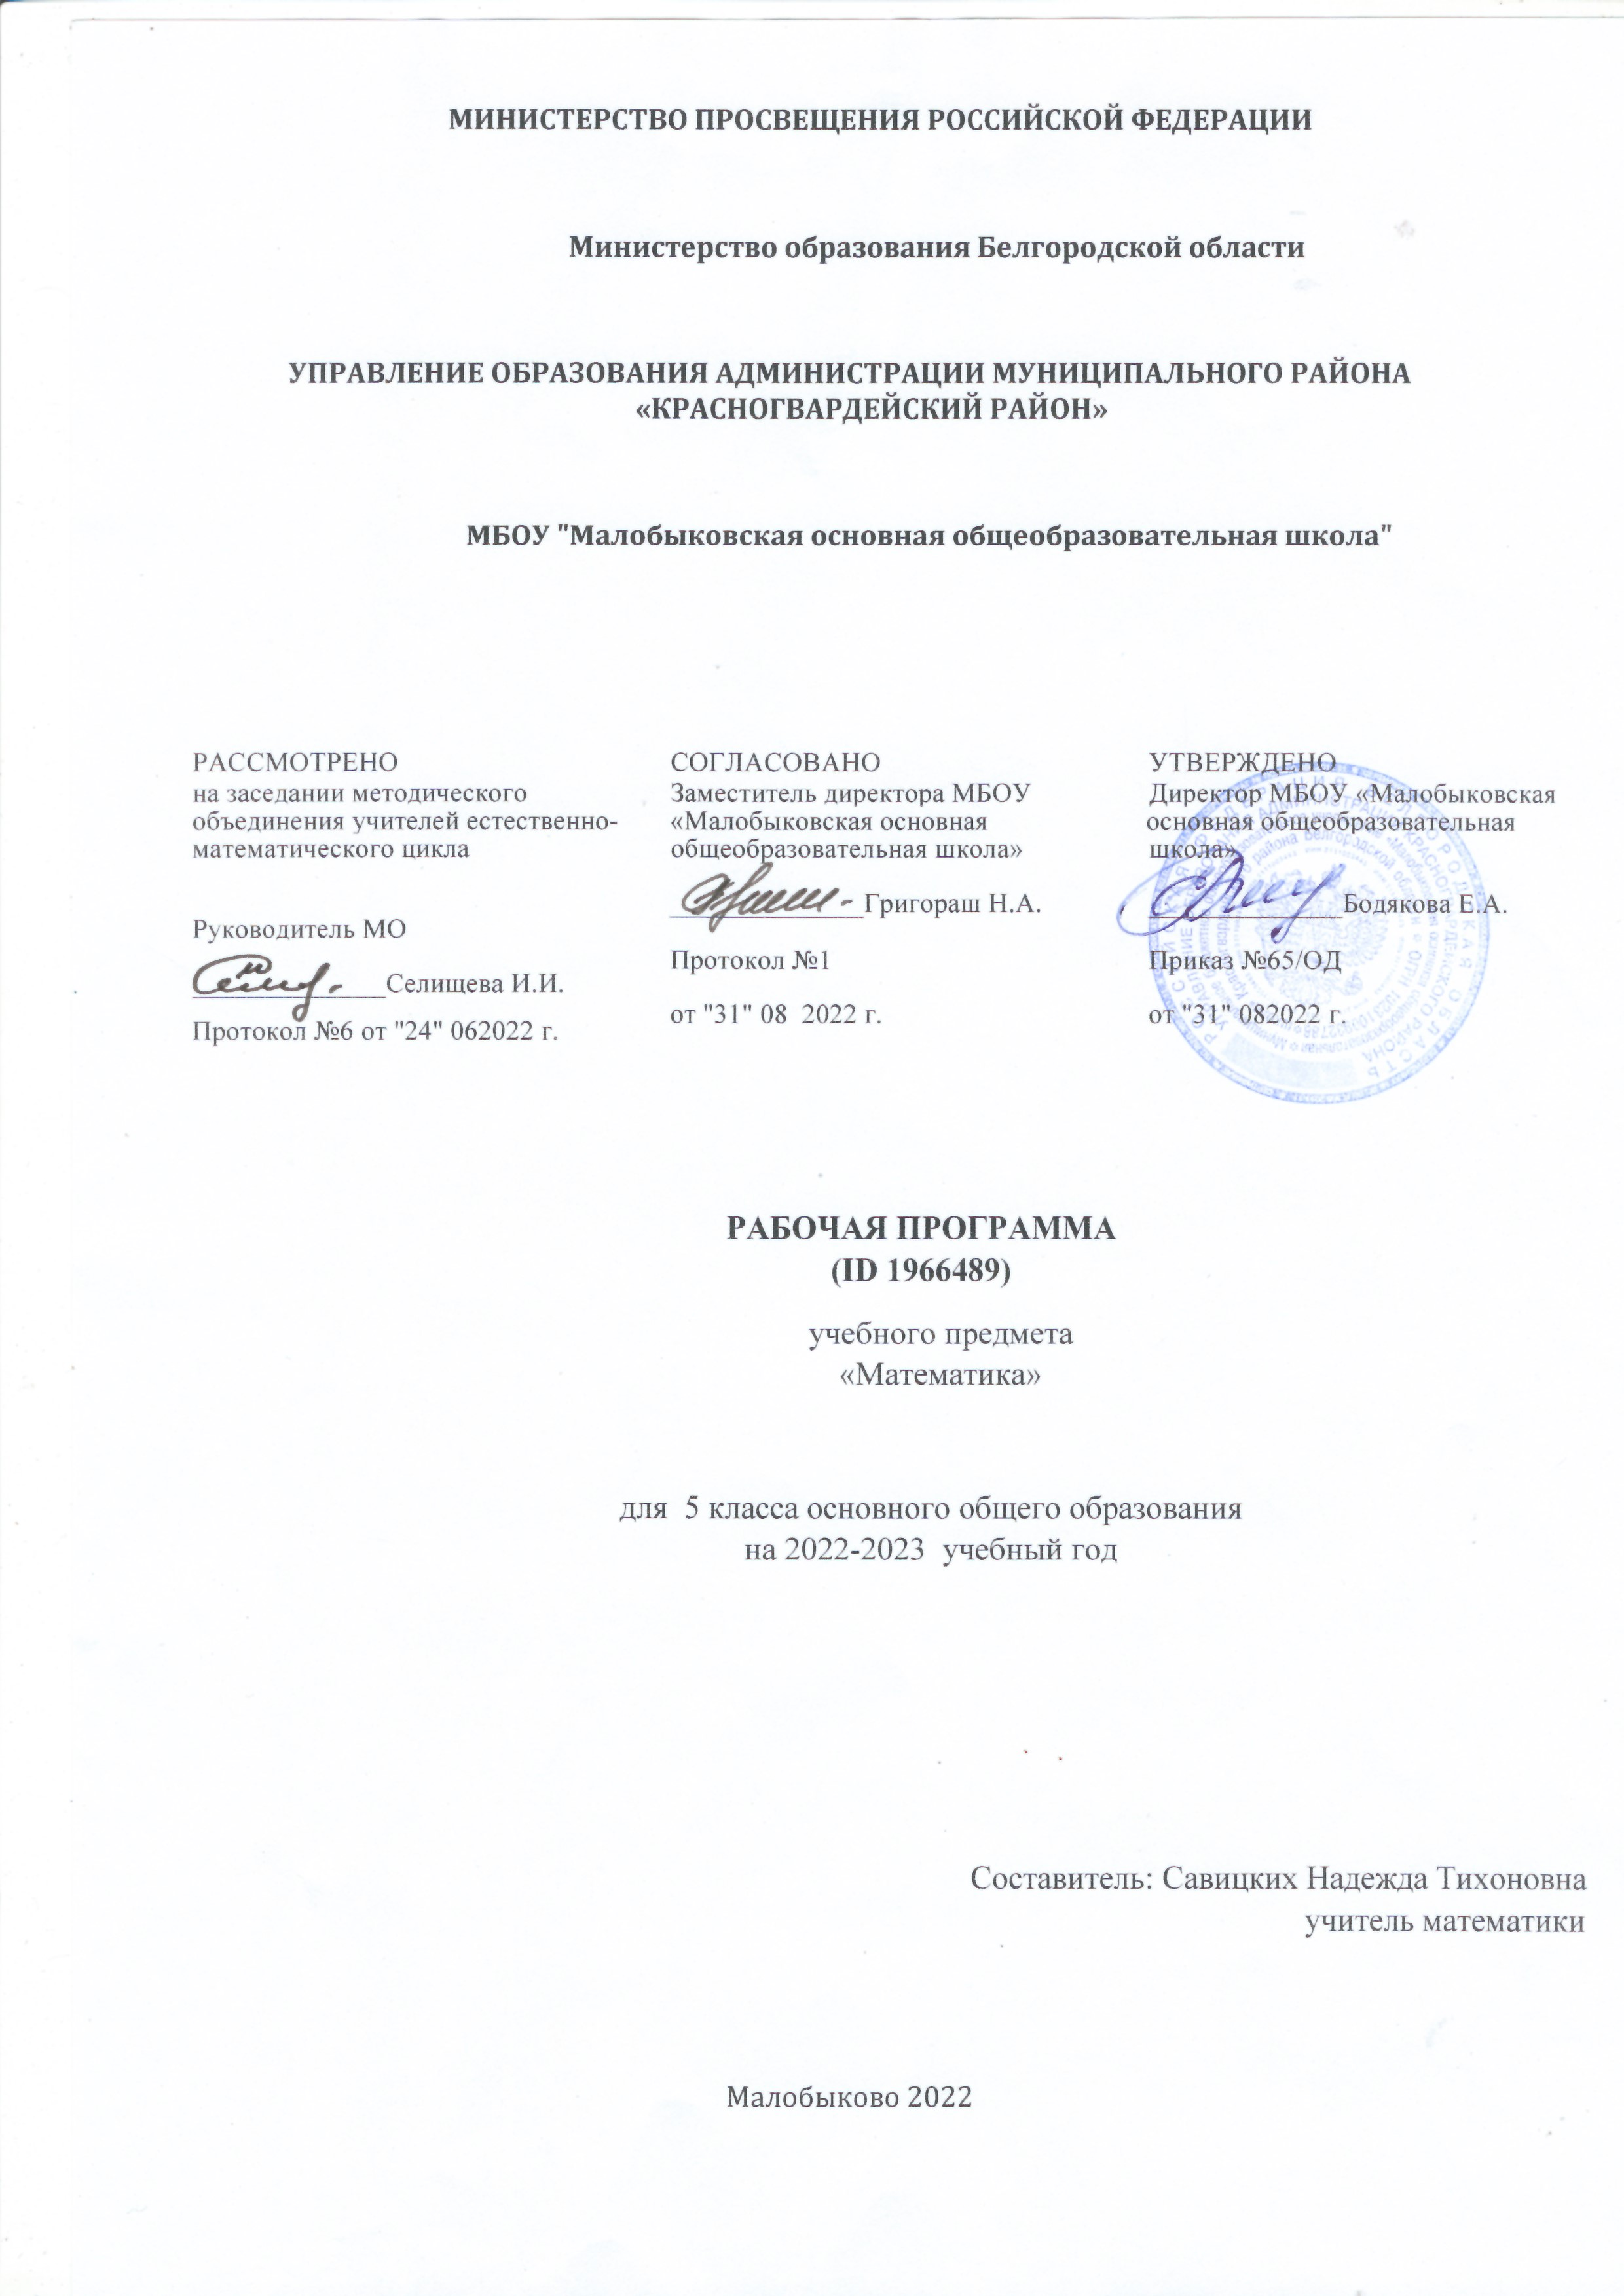 МИНИСТЕРСТВО ПРОСВЕЩЕНИЯ РОССИЙСКОЙ ФЕДЕРАЦИИ
Министерство образования Белгородской области
УПРАВЛЕНИЕ ОБРАЗОВАНИЯ АДМИНИСТРАЦИИ МУНИЦИПАЛЬНОГО РАЙОНА
«КРАСНОГВАРДЕЙСКИЙ РАЙОН»
МБОУ "Малобыковская основная общеобразовательная школа"
РАССМОТРЕНО
на заседании методического
объединения учителей естественно-
математического цикла
Руководитель МО
______________Селищева И.И.
Протокол №6 от "24" 062022 г.
СОГЛАСОВАНО
Заместитель директора МБОУ
«Малобыковская основная
общеобразовательная школа»
______________Григораш Н.А.
Протокол №1
от "31" 08  2022 г.
УТВЕРЖДЕНО
Директор МБОУ «Малобыковская
основная общеобразовательная
школа»
______________Бодякова Е.А.
Приказ №65/ОД
от "31" 082022 г.
РАБОЧАЯ ПРОГРАММА
(ID 1966489)
учебного предмета
«Математика»
для  5 класса основного общего образования
на 2022-2023  учебный год
Составитель: Савицких Надежда Тихоновна
учитель математики
Малобыково 2022